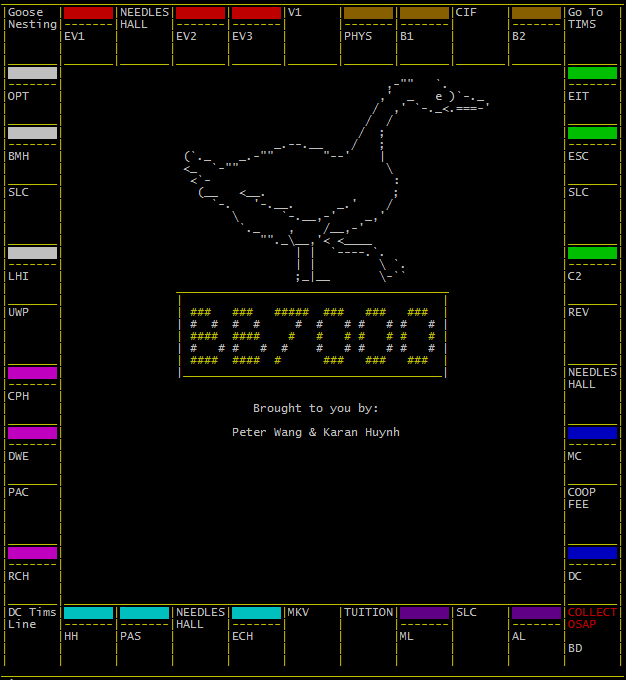 Goose NEEDLES V1 CIF Go To
Nesting HALL TIMS
EV1 EV2 EV3 PHYS B1 B2
OPT EIT
BMH ESC
SLC SLC
LHI C2
UWP REV
BB7000
NEEDLES
HALL
CPH
Brought to you by:
Peter Wang & Karan Huynh
DWE MC
PAC COOP
FEE
RCH DC
DC Tims NEEDLES MKV TUITION SLC COLLECT
Line HALL OSAP
HH PAS ECH ML AL
BD